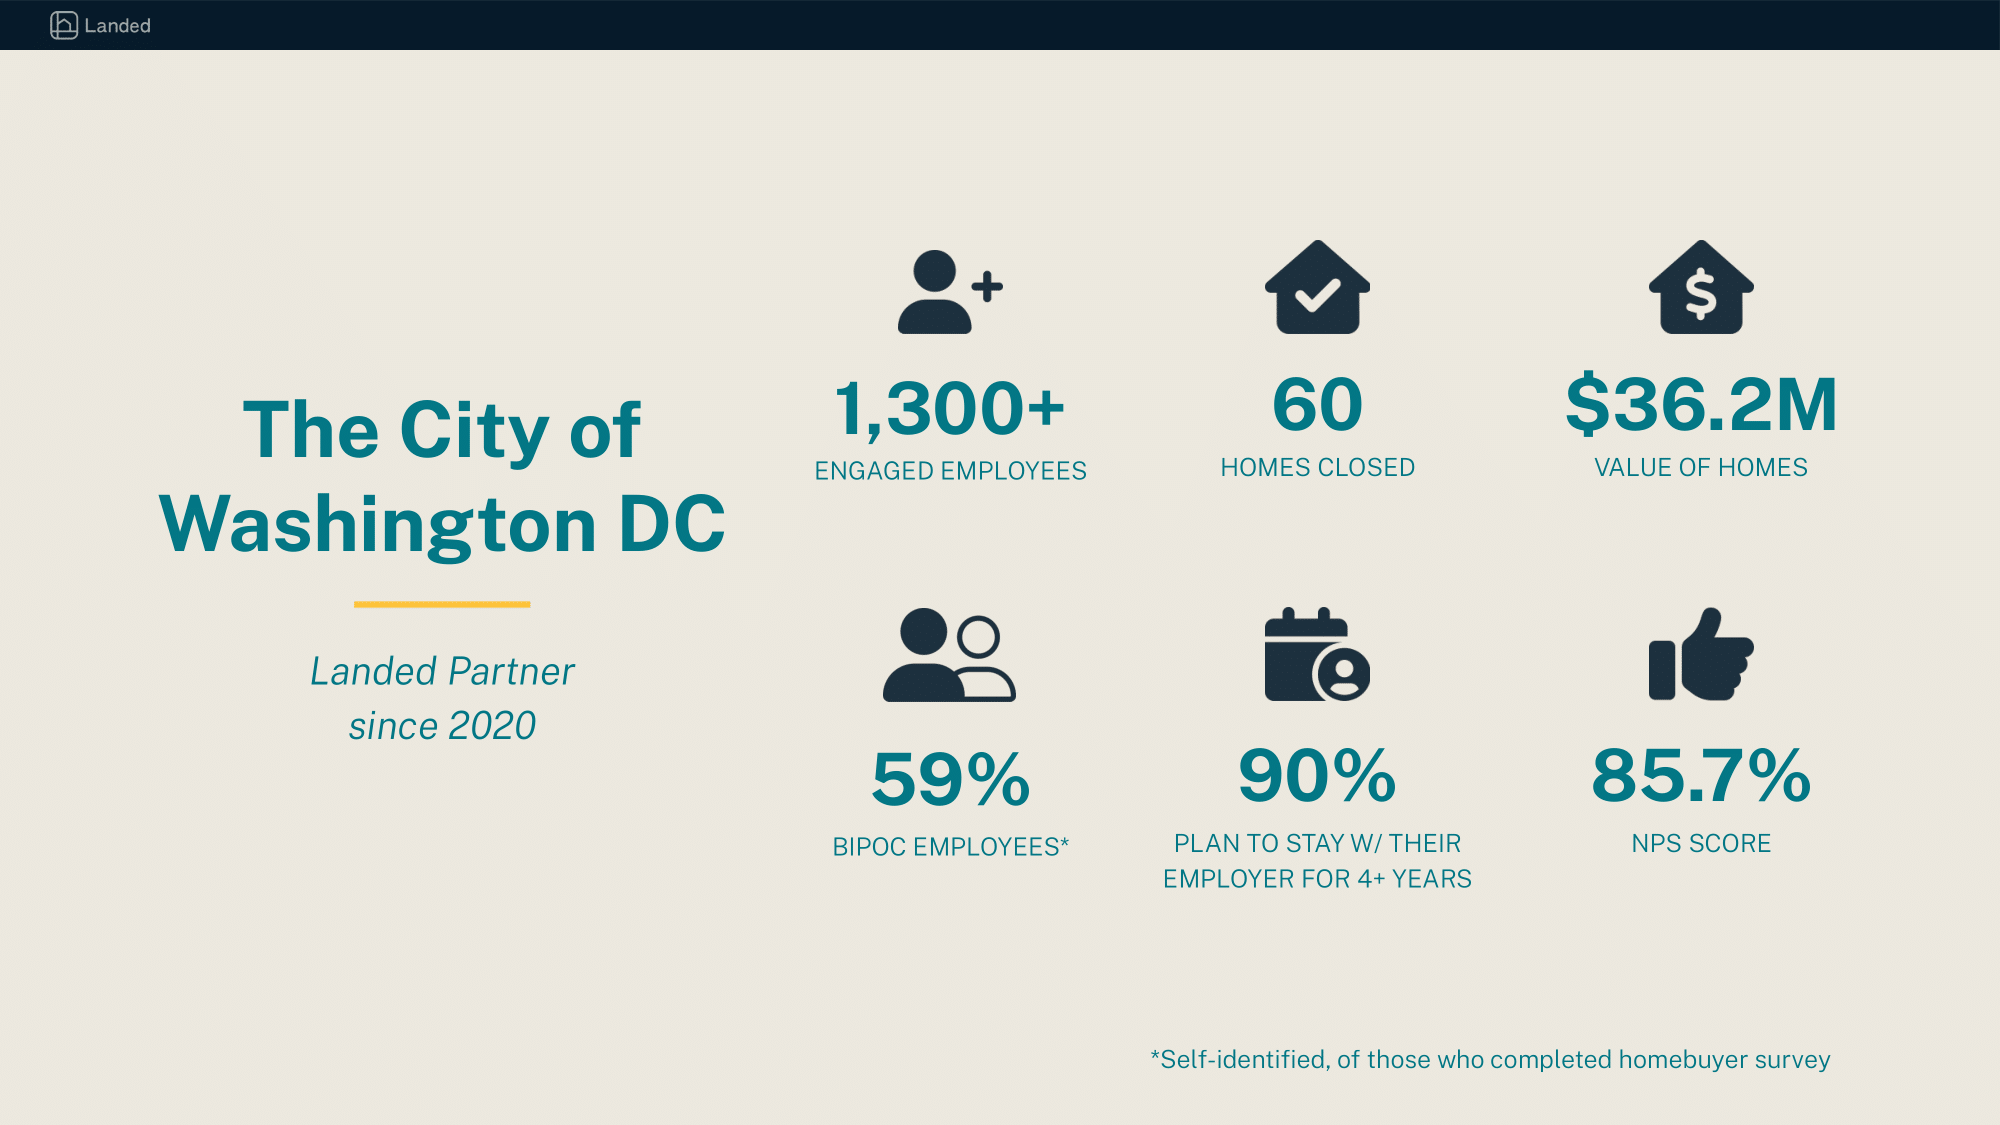 Landed
The City of
Washington DC
Landed Partner
since 2020
1,300+
ENGAGED EMPLOYEES
60
HOMES CLOSED
$36.2M
VALUE OF HOMES
59%
BIPOC EMPLOYEES*
90%
PLAN TO STAY W/ THEIR
EMPLOYER FOR 4+ YEARS
85.7%
NPS SCORE
*Self-identified, of those who completed homebuyer survey